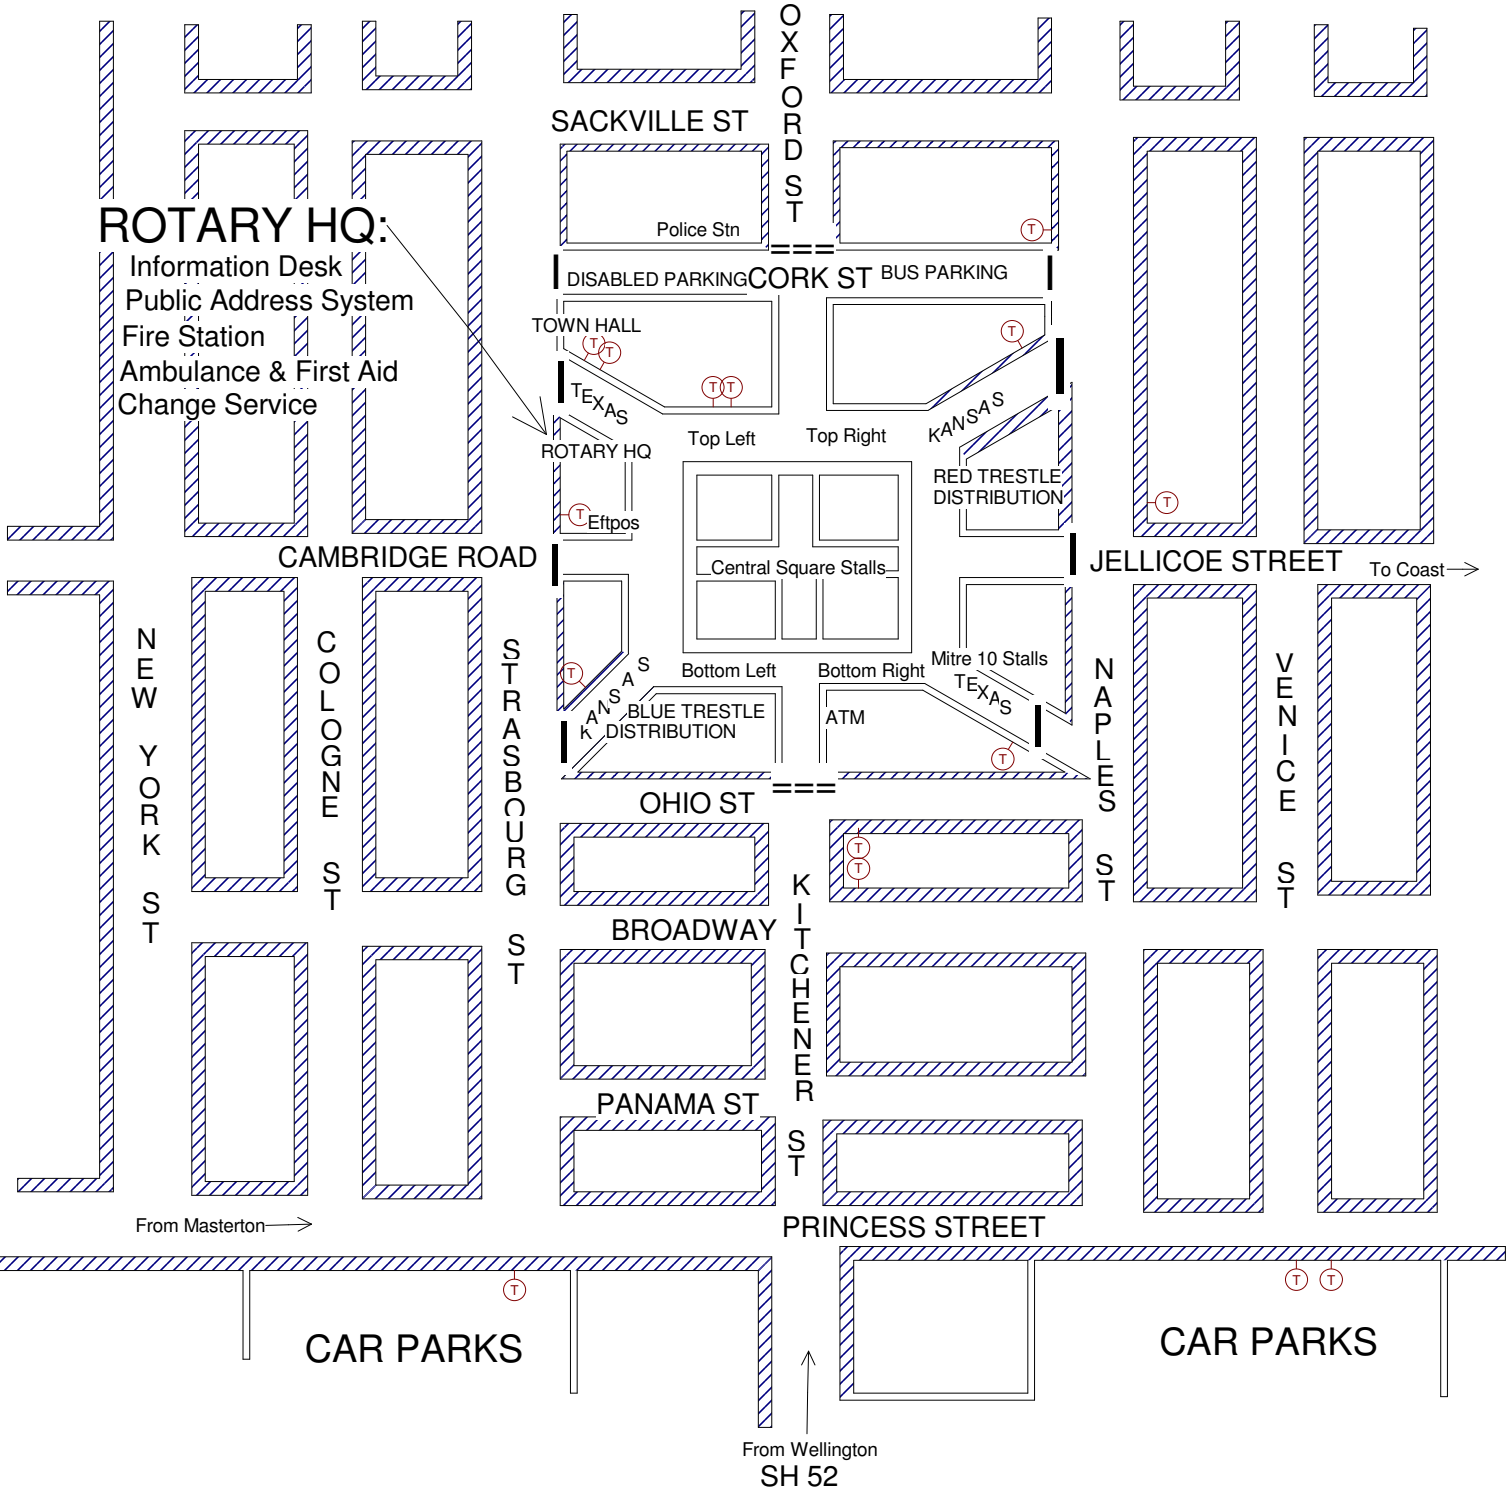 OXFORD ST
SACKVILLE ST
Police Stn
T
ROTARY HQ:
Information Desk
Public Address System
Fire Station
Ambulance & First Aid
Change Service
===
DISABLED PARKING
CORK ST
BUS PARKING
TOWN HALL
T
T
T
T
T
TEXAS
KANSAS
Top Left
Top Right
ROTARY HQ
RED TRESTLE
DISTRIBUTION
T
Eftpos
T
CAMBRIDGE ROAD
Central Square Stalls
JELLICOE STREET
To Coast
NEW YORK ST
COLOGNE ST
STRASBOURG ST
T
KANSAS
Bottom Left
Bottom Right
Mitre 10 Stalls
TEXAS
NAPLES ST
VENICE ST
BLUE TRESTLE
DISTRIBUTION
ATM
T
===
OHIO ST
T
T
KITCHENER ST
BROADWAY
PANAMA ST
From Masterton
PRINCESS STREET
T
T
T
CAR PARKS
CAR PARKS
From Wellington
SH 52